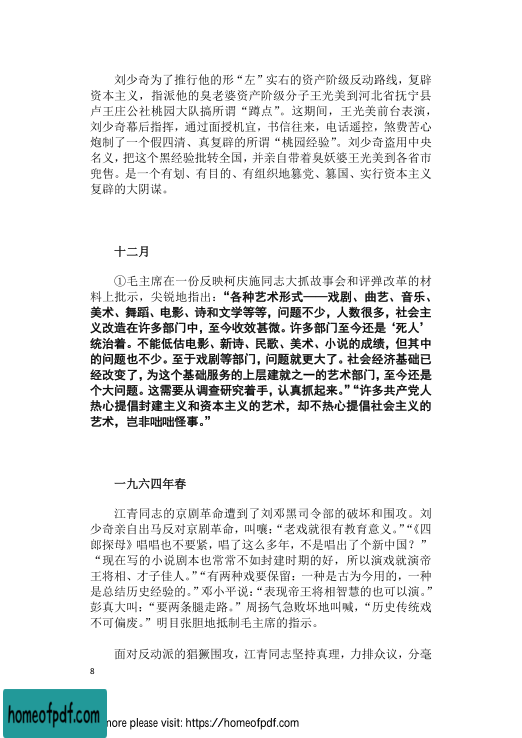 刘少奇为了推行他的形“左”实右的资产阶级反动路线，复辟
资本主义，指派他的臭老婆资产阶级分子王光美到河北省抚宁县
卢王庄公社桃园大队搞所谓“蹲点”。这期间，王光美前台表演，
刘少奇幕后指挥，通过面授机宜，书信往来，电话遥控，煞费苦心
炮制了一个假四清、真复辟的所谓“桃园经验”。刘少奇盗用中央
名义，把这个黑经验批转全国，并亲自带着臭妖婆王光美到各省市
兜售。是一个有划、有目的、有组织地篡党、篡国、实行资本主义
复辟的大阴谋。
十二月
①毛主席在一份反映柯庆施同志大抓故事会和评弹改革的材
料上批示，尖锐地指出：“各种艺术形式——戏剧、曲艺、音乐、
美术、舞蹈、电影、诗和文学等等，问题不少，人数很多，社会主
义改造在许多部门中，至今收效甚微。许多部门至今还是‘死人’
统治着。不能低估电影、新诗、民歌、美术、小说的成绩，但其中
的问题也不少。至于戏剧等部门，问题就更大了。社会经济基础已
经改变了，为这个基础服务的上层建就之一的艺术部门，至今还是
个大问题。这需要从调查研究着手，认真抓起来。”“许多共产党人
热心提倡封建主义和资本主义的艺术，却不热心提倡社会主义的
艺术，岂非咄咄怪事。”
一九六四年春
江青同志的京剧革命遭到了刘邓黑司令部的破坏和围攻。刘
少奇亲自出马反对京剧革命，叫嚷：“老戏就很有教育意义。”“《四
郎探母》唱唱也不要紧，唱了这么多年，不是唱出了个新中国？”
“现在写的小说剧本也常常不如封建时期的好，所以演戏就演帝
王将相、才子佳人。”“有两种戏要保留：一种是古为今用的，一种
是总结历史经验的。”邓小平说：“表现帝王将相智慧的也可以演。”
彭真大叫：“要两条腿走路。”周扬气急败坏地叫喊，“历史传统戏
不可偏废。”明目张胆地抵制毛主席的指示。
面对反动派的猖獗围攻，江青同志坚持真理，力排众议，分毫
8
homeofpdf.com
more please visit: https://homeofpdf.com